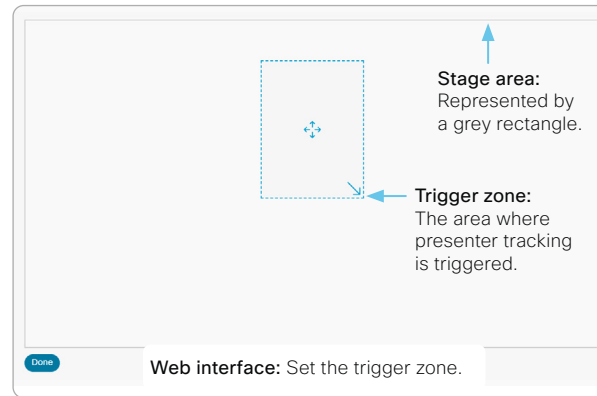 Stage area:
Represented by
a grey rectangle.
Trigger zone:
The area where
presenter tracking
is triggered.
Done
Web interface: Set the trigger zone.